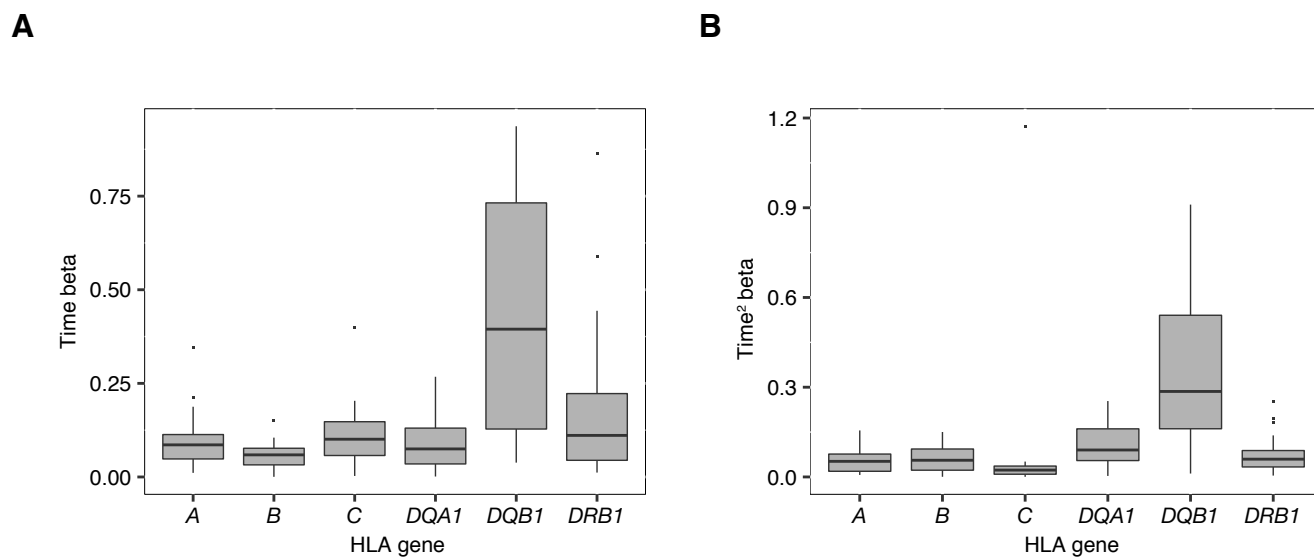 A
B
Time beta
0.75
0.50
0.25
0.00
A B C DQA1 DQB1 DRB1
HLA gene
Time² beta
1.2
0.9
0.6
0.3
0.0
A B C DQA1 DQB1 DRB1
HLA gene